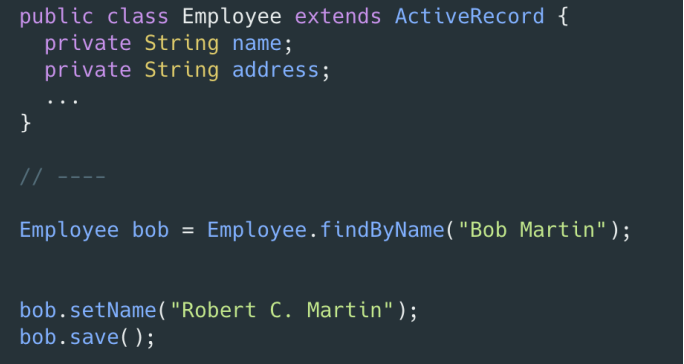 public class Employee extends ActiveRecord {
  private String name;
  private String address;
  ...
}
// ----
Employee bob = Employee.findByName("Bob Martin");
bob.setName("Robert C. Martin");
bob.save();